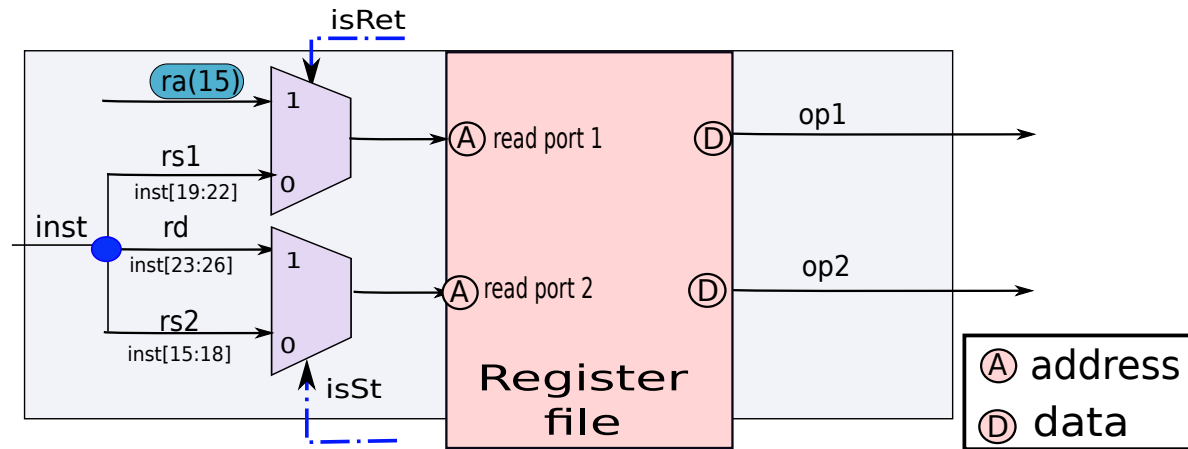 isRet
ra(15)
1
rs1
0
inst[19:22]
inst
rd
inst[23:26]
1
rs2
0
inst[15:18]
isSt
A read port 1
D
op1
A read port 2
D
op2
Register
file
A address
D data